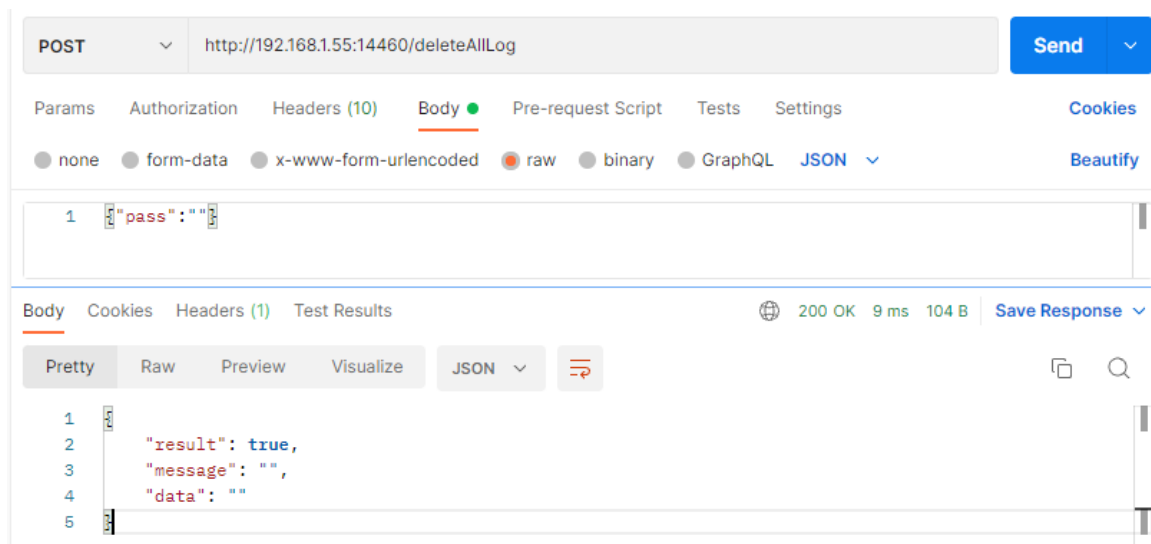 POST http://192.168.1.55:14460/deleteAllLog Send
Params Authorization Headers (10) Body Pre-request Script Tests Settings Cookies
none form-data x-www-form-urlencoded raw binary GraphQL JSON Beautify
1 {"pass":""}
Body Cookies Headers (1) Test Results 200 OK 9 ms 104 B Save Response
Pretty Raw Preview Visualize JSON
1 {
2 "result": true,
3 "message": "",
4 "data": ""
5 }